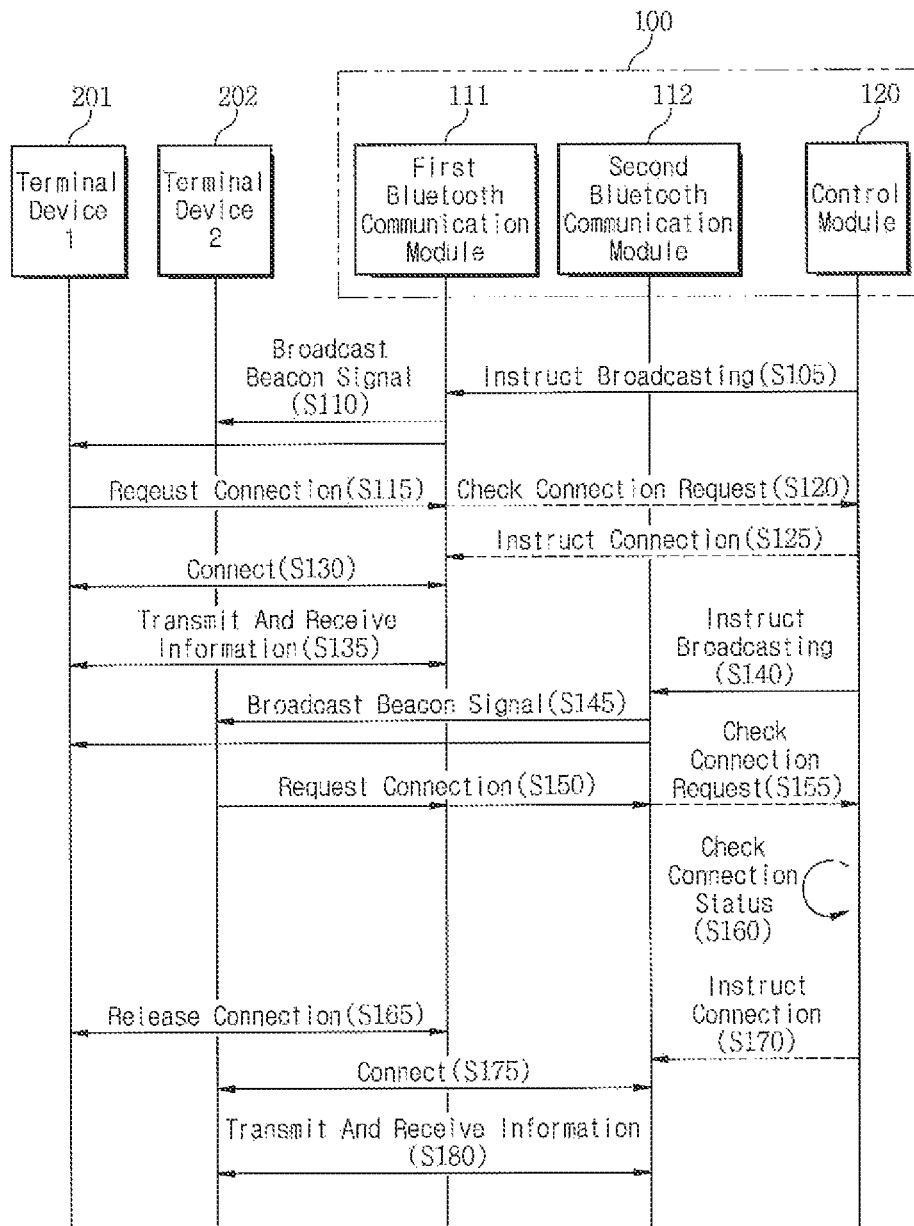 100
201
202
111
112
120
Terminal
Device
1
Terminal
Device
2
First
Bluetooth
Communication
Module
Second
Bluetooth
Communication
Module
Control
Module
Broadcast
Beacon Signal
(S110)
Instruct Broadcasting(S105)
Reqeust Connection(S115)
Check Connection Request(S120)
Instruct Connection(S125)
Connect(S130)
Transmit And Receive
Information(S135)
Instruct
Broadcasting
(S140)
Broadcast Beacon Signal(S145)
Check
Connection
Request(S155)
Request Connection(S150)
Check
Connection
Status
(S160)
Release Connection(S165)
Instruct
Connection
(S170)
Connect(S175)
Transmit And Receive Information
(S180)